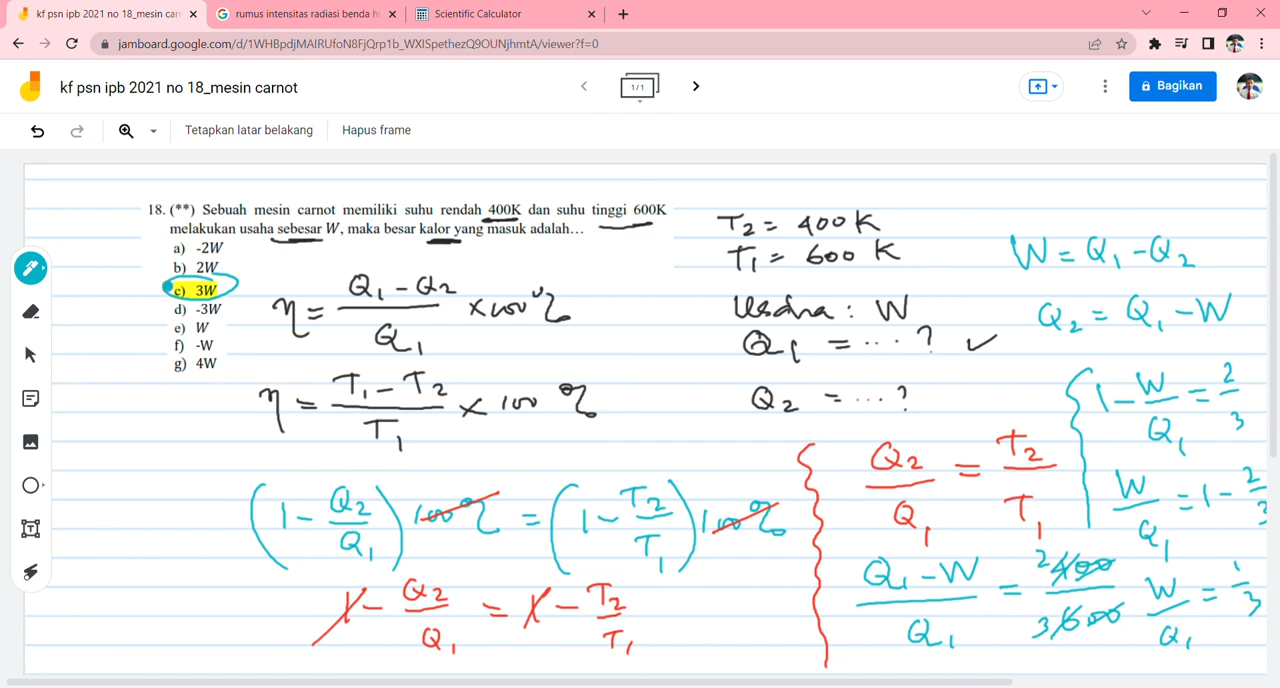 kf psn ipb 2021 no 18_mesin carn
rumus intensitas radiasi benda hi
Scientific Calculator
jamboard.google.com/d/1WHBpdjMAIRUfoN8FjQrp1b_WXISpethezQ9OUNjhmtA/viewer?f=0
kf psn ipb 2021 no 18_mesin carnot
1/1
Bagikan
Tetapkan latar belakang
Hapus frame
18. (**) Sebuah mesin carnot memiliki suhu rendah 400K dan suhu tinggi 600K
melakukan usaha sebesar W, maka besar kalor yang masuk adalah…
a) -2W
b) 2W
c) 3W
d) -3W
e) W
f) -W
g) 4W
η = (Q₁ - Q₂)/Q₁ × 100%
η = (T₁ - T₂)/T₁ × 100%
(1 - Q₂/Q₁) 100% = (1 - T₂/T₁) 100%
1 - Q₂/Q₁ = 1 - T₂/T₁
T₂ = 400 K
T₁ = 600 K
Usaha : W
Q₁ = ...? ✓
Q₂ = ...?
Q₂/Q₁ = T₂/T₁
(Q₁ - W)/Q₁ = 2 400/3 600
W = Q₁ - Q₂
Q₂ = Q₁ - W
1 - W/Q₁ = 2/3
W/Q₁ = 1 - 2/3
W/Q₁ = 1/3